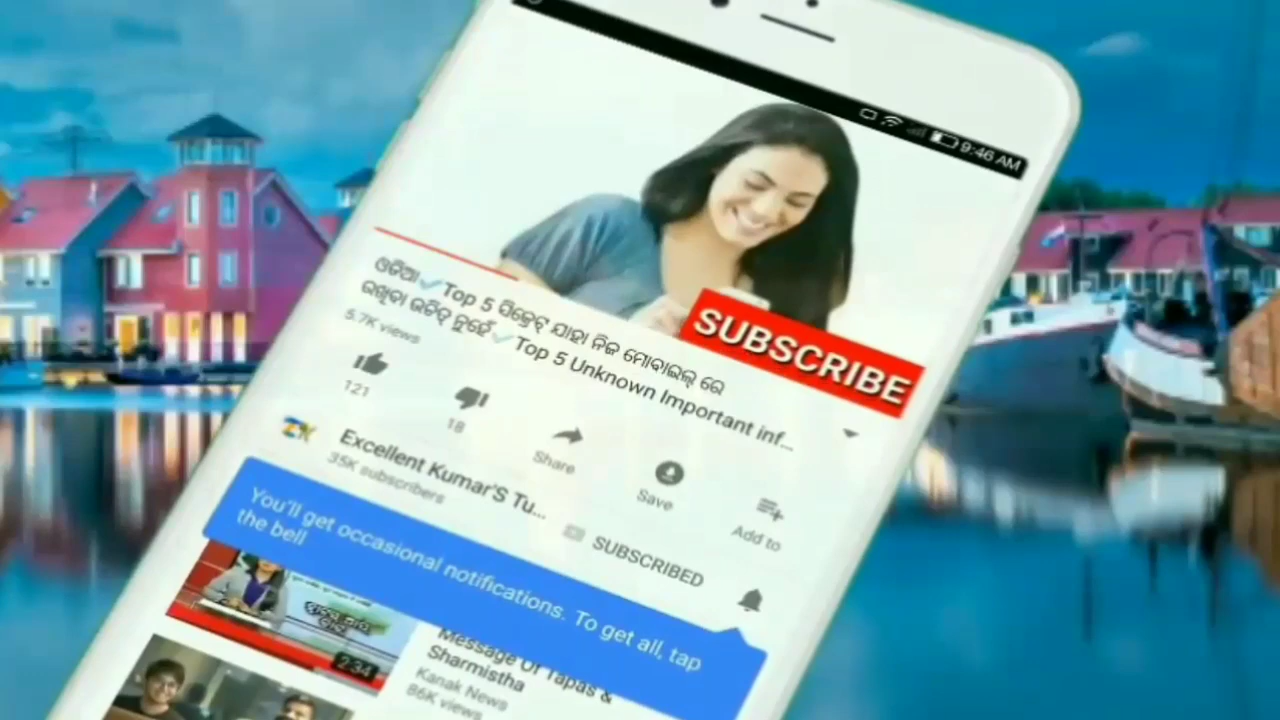 9:46 AM
SUBSCRIBE
ଓଡିଆ✓Top 5 ସିକ୍ରେଟ୍ ଯାହା ନିଜ ମୋବାଇଲ୍ ରେ
ରଖିବା ଉଚିତ୍ ନୁହେଁ✓Top 5 Unknown Important inf...
5.7K views
121
18
Share
Save
Add to
Excellent Kumar'S Tu...
35K subscribers
SUBSCRIBED
You'll get occasional notifications. To get all, tap
the bell
2:34
Message Of Tapas &
Sharmistha
Kanak News
86K views